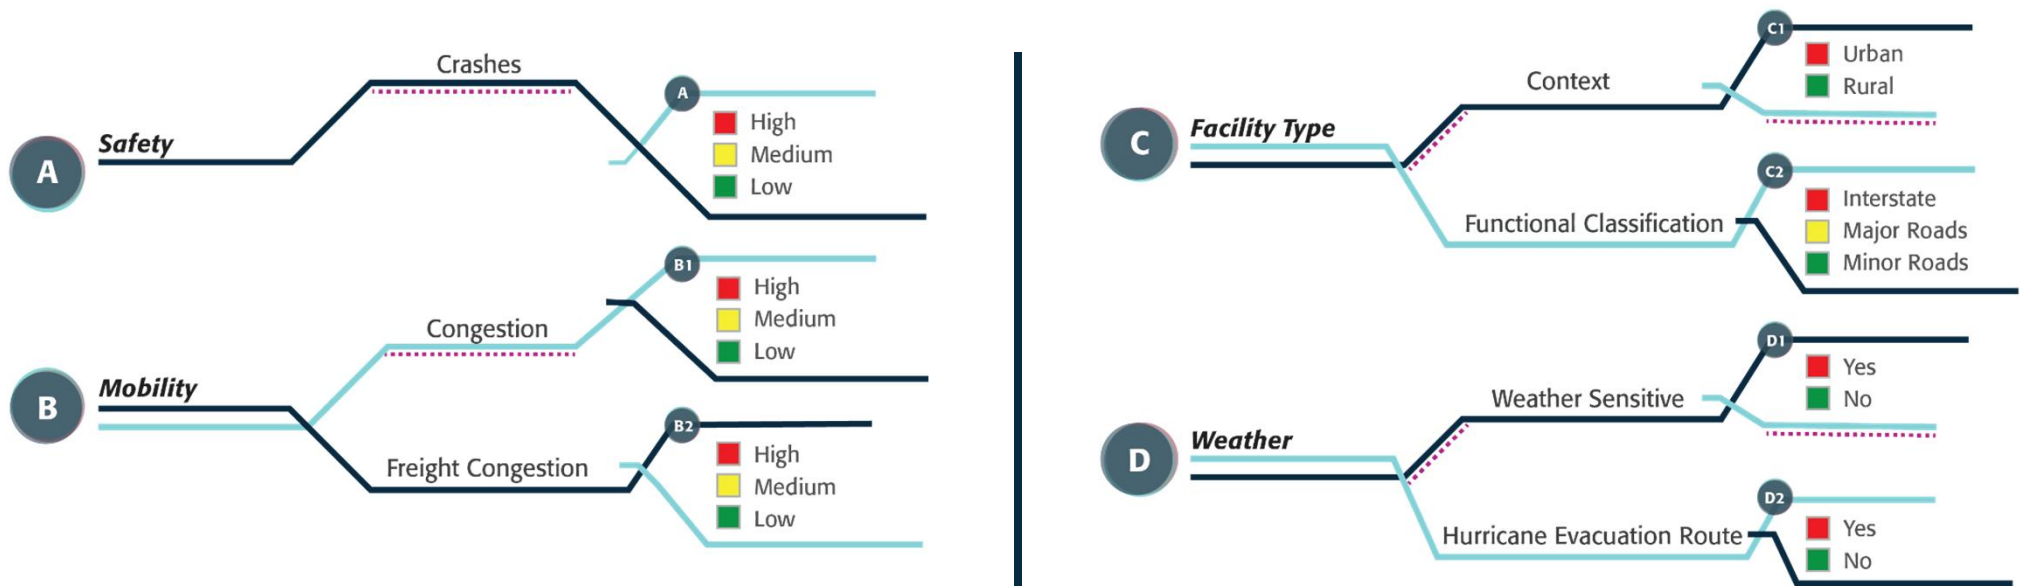 A
Safety
Crashes
A
High
Medium
Low
B
Mobility
Congestion
B1
High
Medium
Low
Freight Congestion
B2
High
Medium
Low
C
Facility Type
Context
C1
Urban
Rural
Functional Classification
C2
Interstate
Major Roads
Minor Roads
D
Weather
Weather Sensitive
D1
Yes
No
Hurricane Evacuation Route
D2
Yes
No